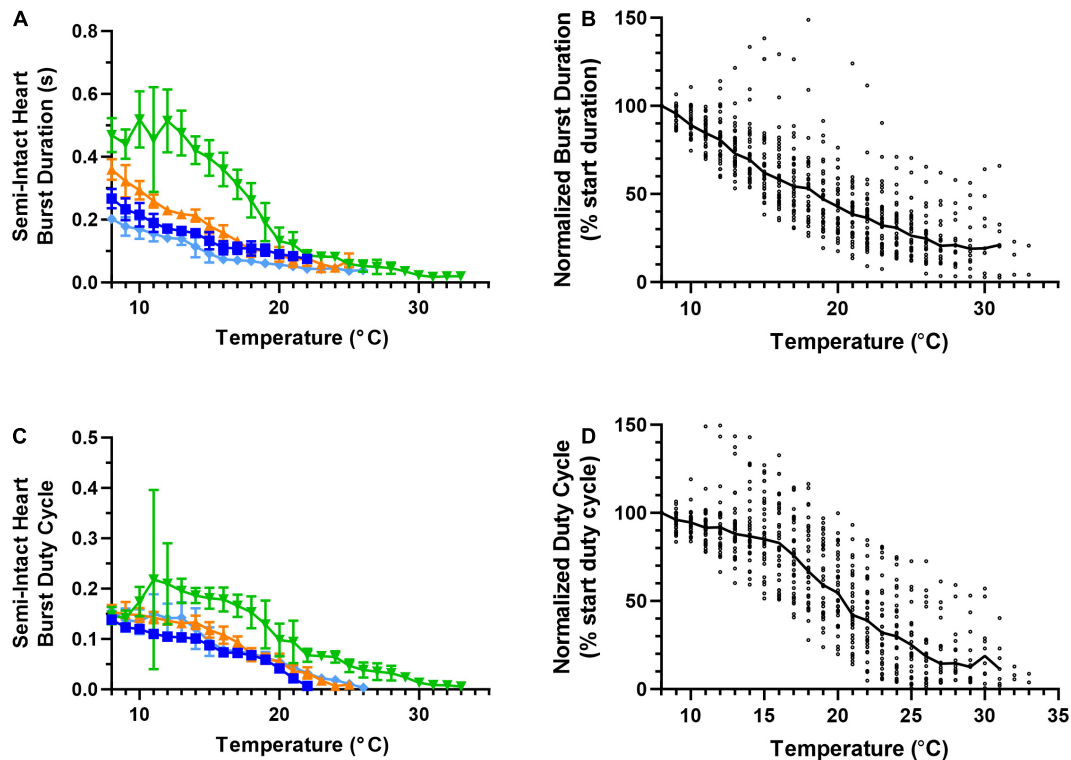 A
Semi-Intact Heart
Burst Duration (s)
0.8
0.6
0.4
0.2
0.0
10
20
30
Temperature (°C)
B
Normalized Burst Duration
(% start duration)
150
100
50
0
10
20
30
Temperature (°C)
C
Semi-Intact Heart
Burst Duty Cycle
0.5
0.4
0.3
0.2
0.1
0.0
10
20
30
Temperature (°C)
D
Normalized Duty Cycle
(% start duty cycle)
150
100
50
0
10
15
20
25
30
35
Temperature (°C)